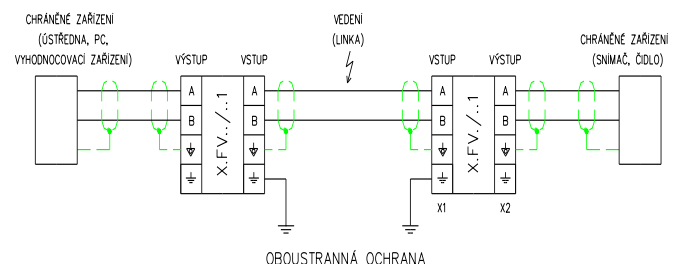 CHRÁNĚNÉ ZAŘÍZENÍ
(ÚSTŘEDNA, PC,
VYHODNOCOVACÍ ZAŘÍZENÍ)
VÝSTUP
VSTUP
VEDENÍ
(LINKA)
VSTUP
VÝSTUP
CHRÁNĚNÉ ZAŘÍZENÍ
(SNÍMAČ, ČIDLO)
A
B
X.FV../..1
A
B
A
B
X.FV../..1
A
B
X1
X2
OBOUSTRANNÁ OCHRANA